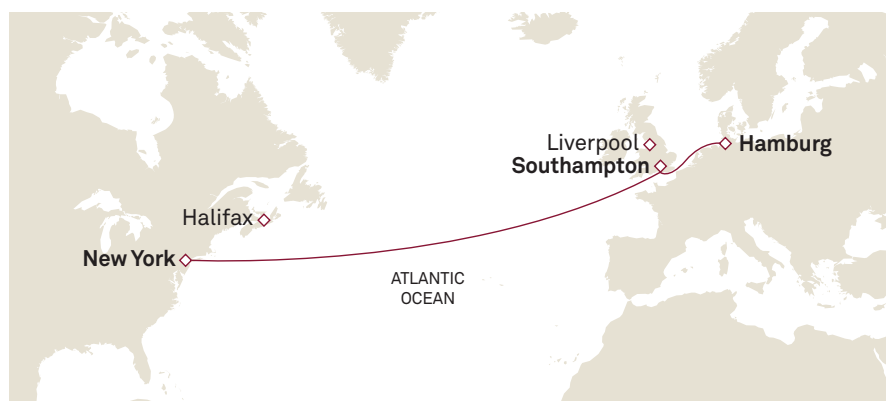 Liverpool
Hamburg
Southampton
Halifax
New York
ATLANTIC
OCEAN